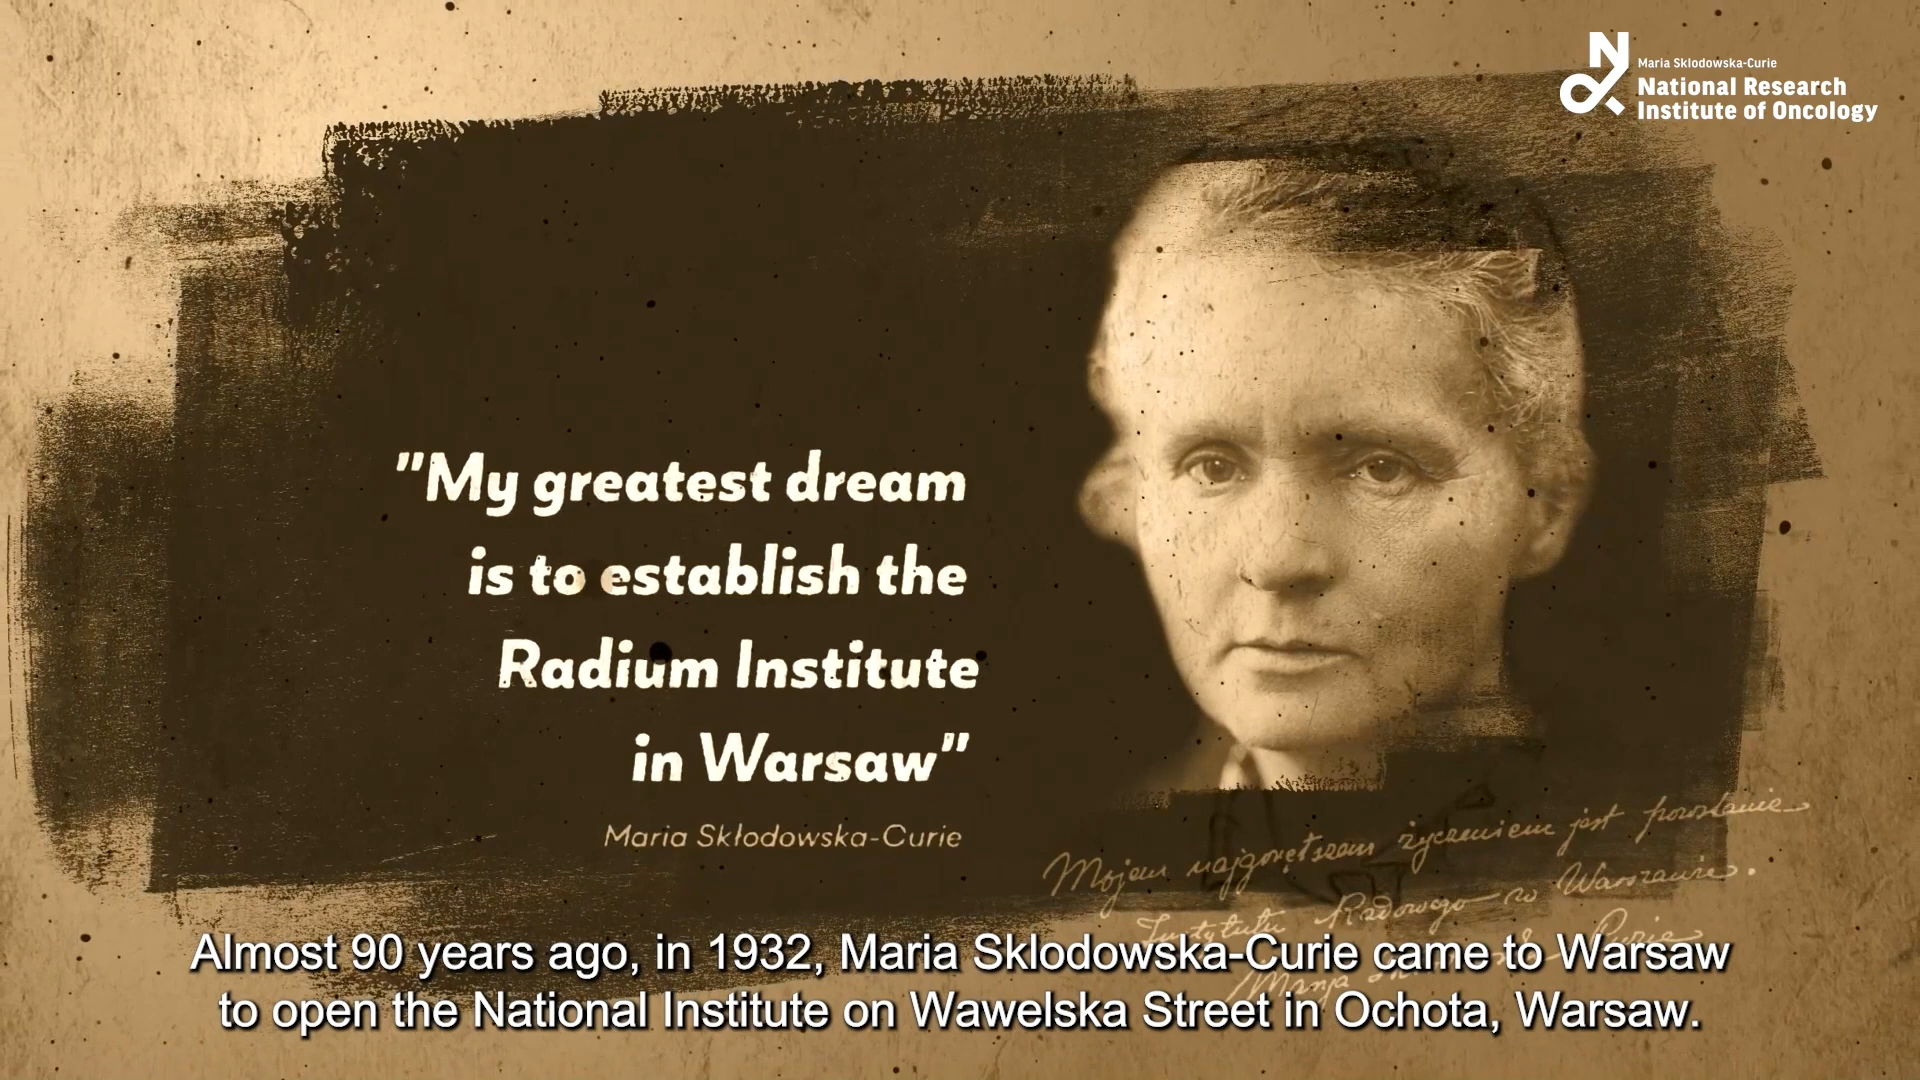 Maria Sklodowska-Curie
National Research
Institute of Oncology
"My greatest dream
is to establish the
Radium Institute
in Warsaw"
Maria Skłodowska-Curie
Mojem najgorętszem życzeniem jest powstanie
Instytutu Radowego w Warszawie.
Curie
Almost 90 years ago, in 1932, Maria Sklodowska-Curie came to Warsaw
to open the National Institute on Wawelska Street in Ochota, Warsaw.